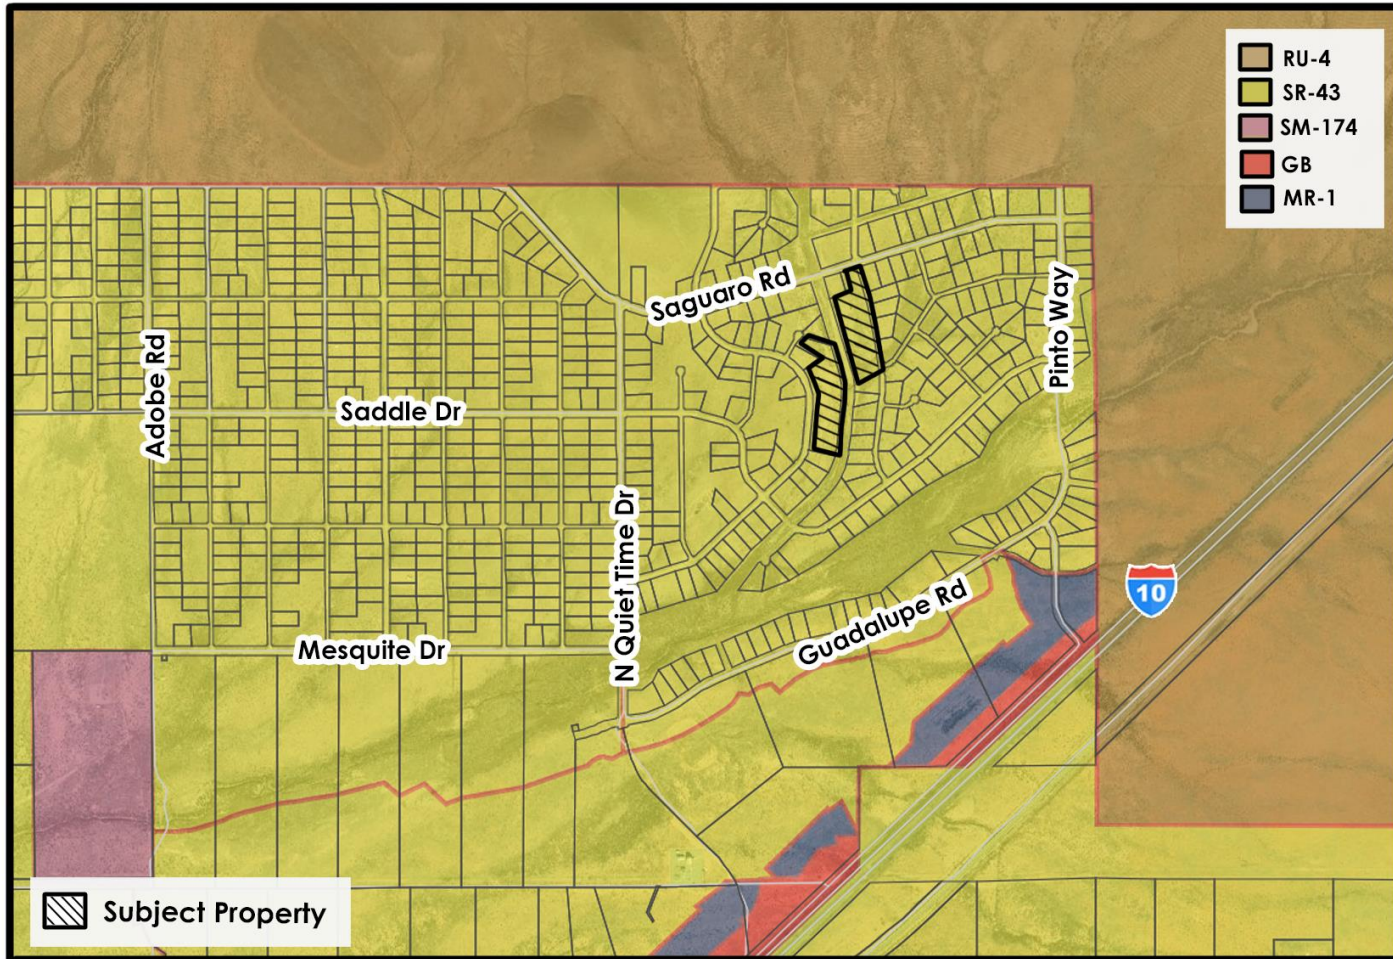 RU-4
SR-43
SM-174
GB
MR-1
Saguaro Rd
Pinto Way
Adobe Rd
Saddle Dr
N Quiet Time Dr
10
Guadalupe Rd
Mesquite Dr
Subject Property